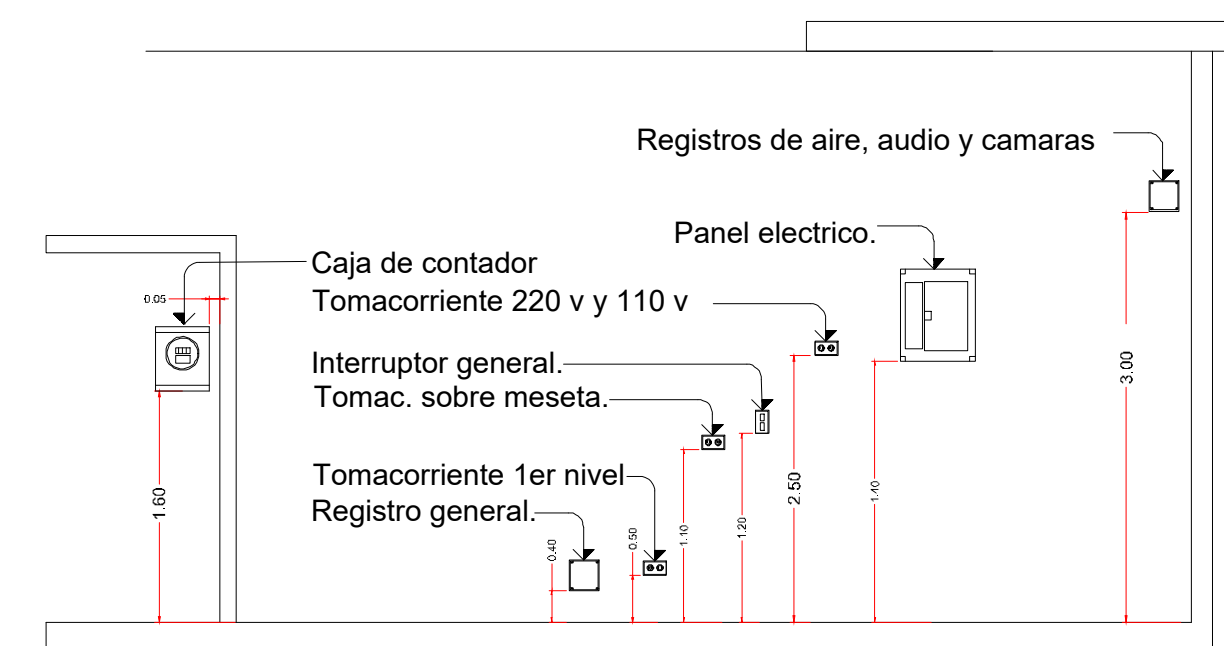 Registros de aire, audio y camaras
Panel electrico.
Caja de contador
0.05
Tomacorriente 220 v y 110 v
Interruptor general.
Tomac. sobre meseta.
3.00
Tomacorriente 1er nivel
Registro general.
1.60
0.40
0.50
1.10
1.20
2.50
1.40